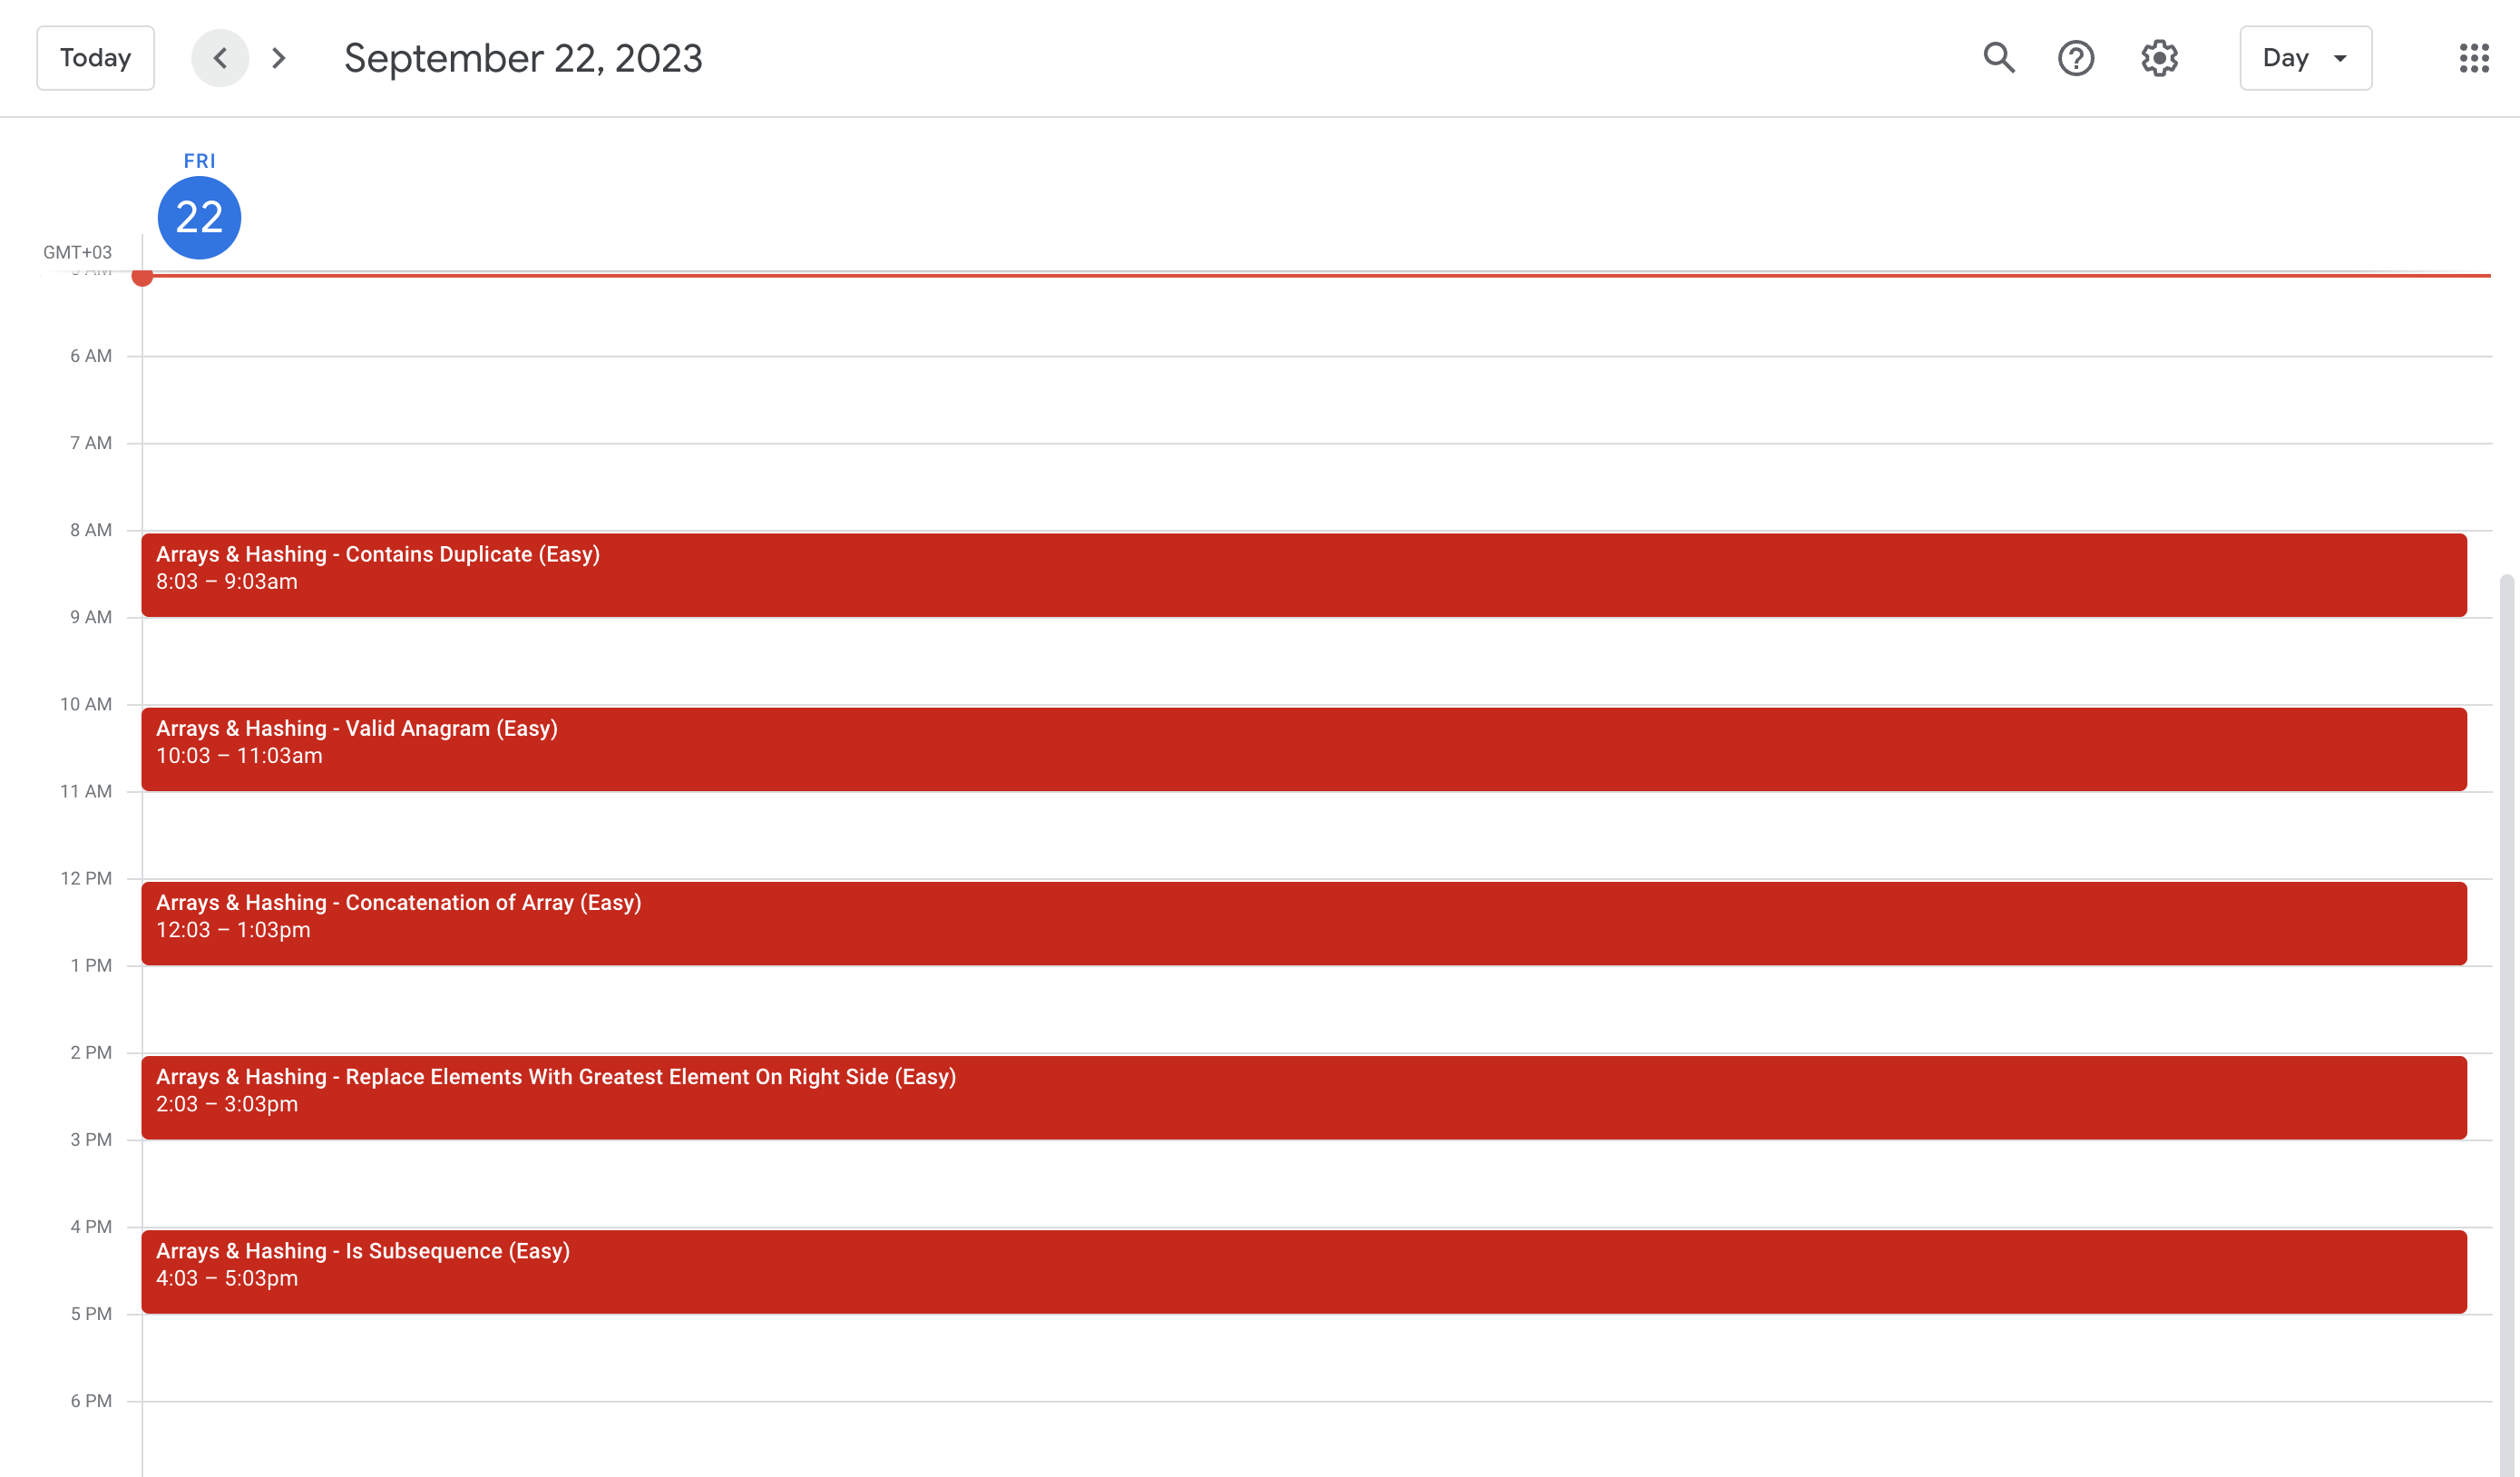 Today
September 22, 2023
Day
FRI
22
GMT+03
6 AM
7 AM
8 AM
Arrays & Hashing - Contains Duplicate (Easy)
8:03 – 9:03am
9 AM
10 AM
Arrays & Hashing - Valid Anagram (Easy)
10:03 – 11:03am
11 AM
12 PM
Arrays & Hashing - Concatenation of Array (Easy)
12:03 – 1:03pm
1 PM
2 PM
Arrays & Hashing - Replace Elements With Greatest Element On Right Side (Easy)
2:03 – 3:03pm
3 PM
4 PM
Arrays & Hashing - Is Subsequence (Easy)
4:03 – 5:03pm
5 PM
6 PM